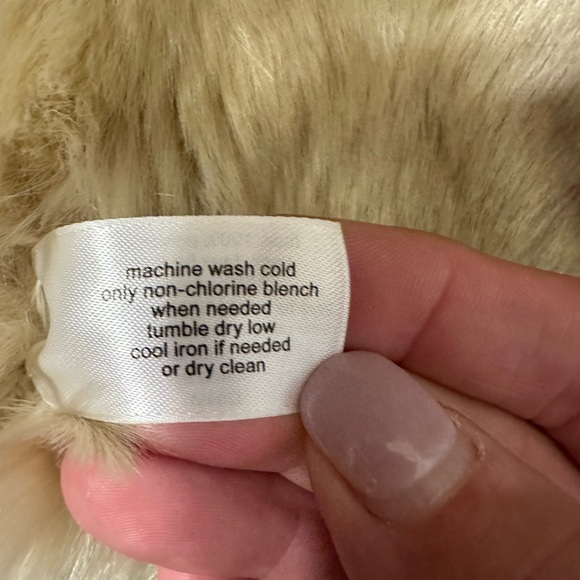 machine wash cold
only non-chlorine blench
when needed
tumble dry low
cool iron if needed
or dry clean